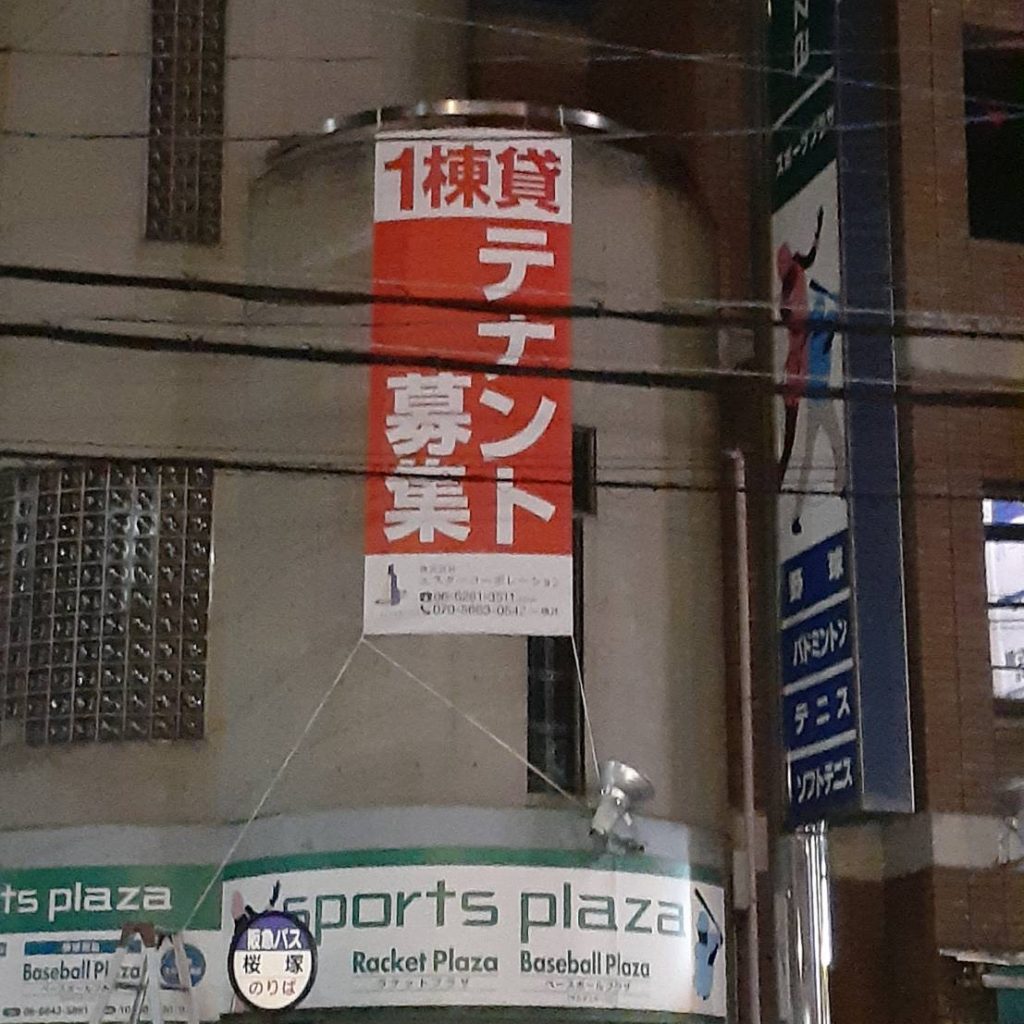 1棟貸
テナント
募集
スポーツプラザ
野球
バドミントン
テニス
ソフトテニス
ts plaza
Baseball Plaza
sports plaza
Racket Plaza Baseball Plaza
ラケットプラザ ベースボールプラザ
阪急バス
桜塚
のりば